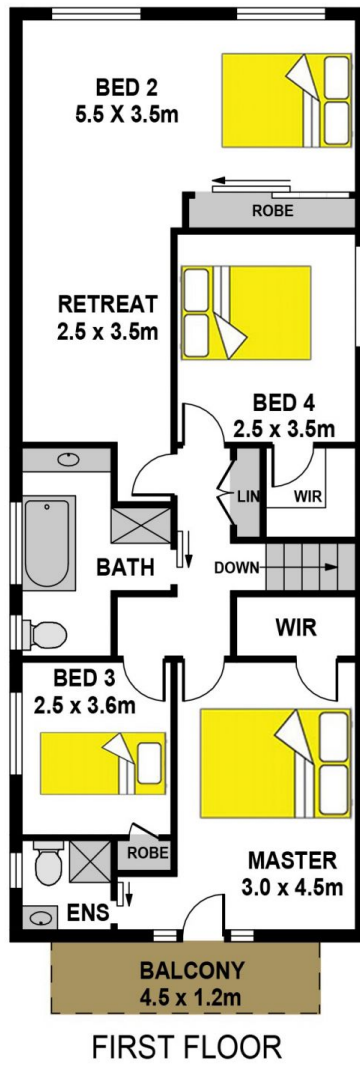 BED 2
5.5 X 3.5m
ROBE
RETREAT
2.5 x 3.5m
BED 4
2.5 x 3.5m
LIN
WIR
BATH
DOWN
WIR
BED 3
2.5 x 3.6m
ROBE
MASTER
3.0 x 4.5m
ENS
BALCONY
4.5 x 1.2m
FIRST FLOOR